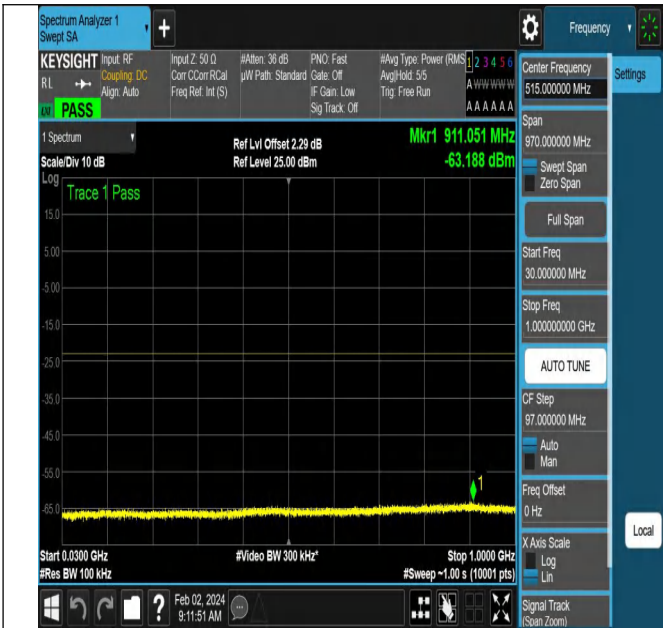 Spectrum Analyzer 1
Swept SA
Frequency
KEYSIGHT
RL
PASS
Input: RF
Coupling: DC
Align: Auto
Input Z: 50 Ω
Corr CCorr RCal
Freq Ref: Int (S)
#Atten: 36 dB
µW Path: Standard
PNO: Fast
Gate: Off
IF Gain: Low
Sig Track: Off
#Avg Type: Power (RMS
Avg|Hold: 5/5
Trig: Free Run
1 2 3 4 5 6
A W W W W W
A A A A A A
1 Spectrum
Scale/Div 10 dB
Ref Lvl Offset 2.29 dB
Ref Level 25.00 dBm
Mkr1 911.051 MHz
-63.188 dBm
Log
Trace 1 Pass
15.0
5.00
-5.00
-15.0
-25.0
-35.0
-45.0
-55.0
-65.0
1
Start 0.0300 GHz
#Res BW 100 kHz
#Video BW 300 kHz*
Stop 1.0000 GHz
#Sweep ~1.00 s (10001 pts)
?
Feb 02, 2024
9:11:51 AM
Center Frequency
515.000000 MHz
Settings
Span
970.000000 MHz
Swept Span
Zero Span
Full Span
Start Freq
30.000000 MHz
Stop Freq
1.000000000 GHz
AUTO TUNE
CF Step
97.000000 MHz
Auto
Man
Freq Offset
0 Hz
Local
X Axis Scale
Log
Lin
Signal Track
(Span Zoom)